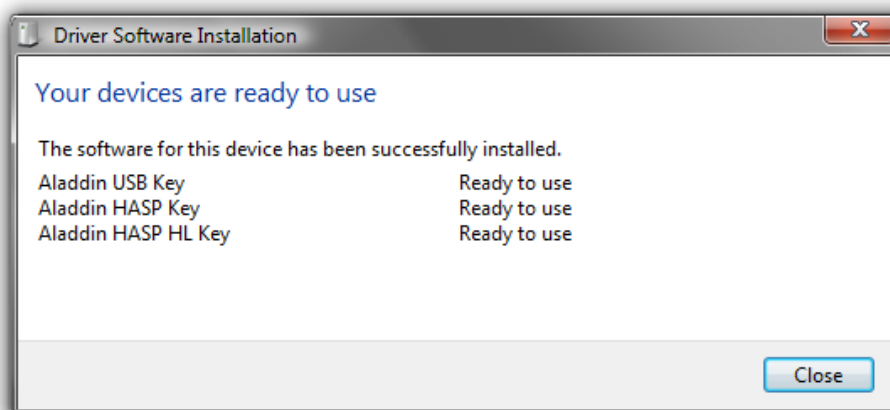 Driver Software Installation
Your devices are ready to use
The software for this device has been successfully installed.
Aladdin USB Key Ready to use
Aladdin HASP Key Ready to use
Aladdin HASP HL Key Ready to use
Close